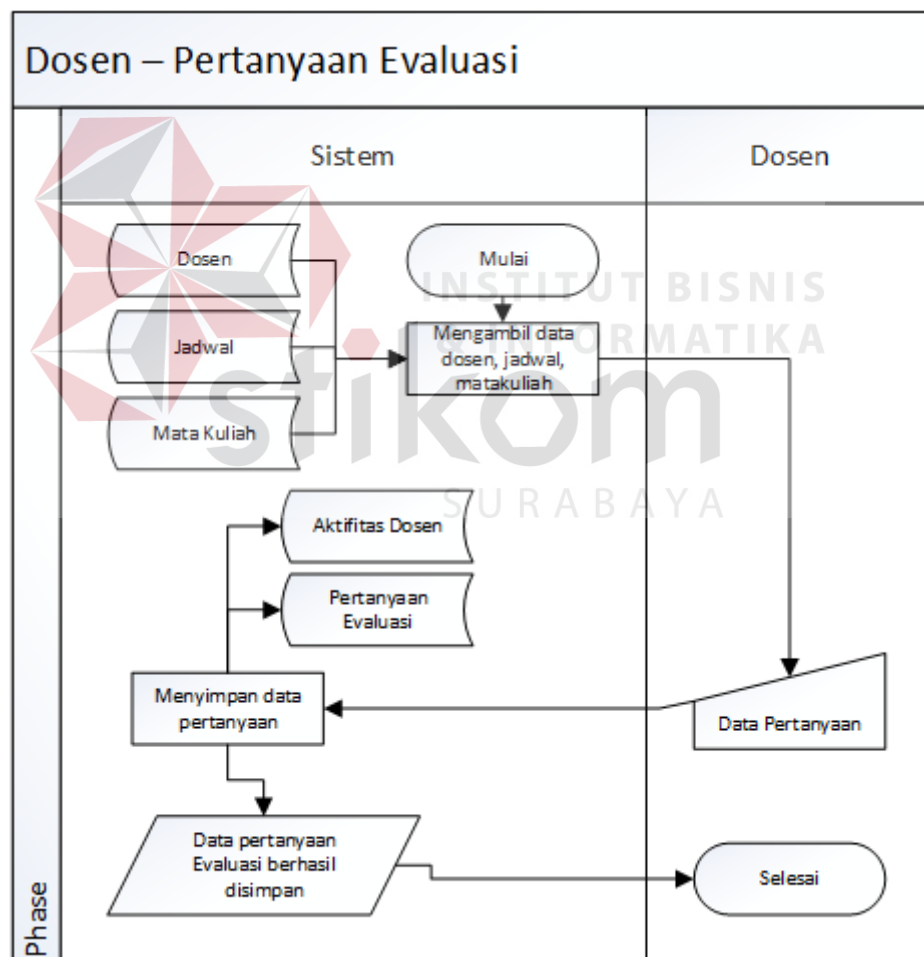 Dosen – Pertanyaan Evaluasi
Sistem
Dosen
Dosen
Mulai
INSTITUT BISNIS
& INFORMATIKA
Jadwal
Mengambil data
dosen, jadwal,
matakuliah
stikom
Mata Kuliah
SURABAYA
Aktifitas Dosen
Pertanyaan
Evaluasi
Menyimpan data
pertanyaan
Data Pertanyaan
Data pertanyaan
Evaluasi berhasil
disimpan
Selesai
Phase